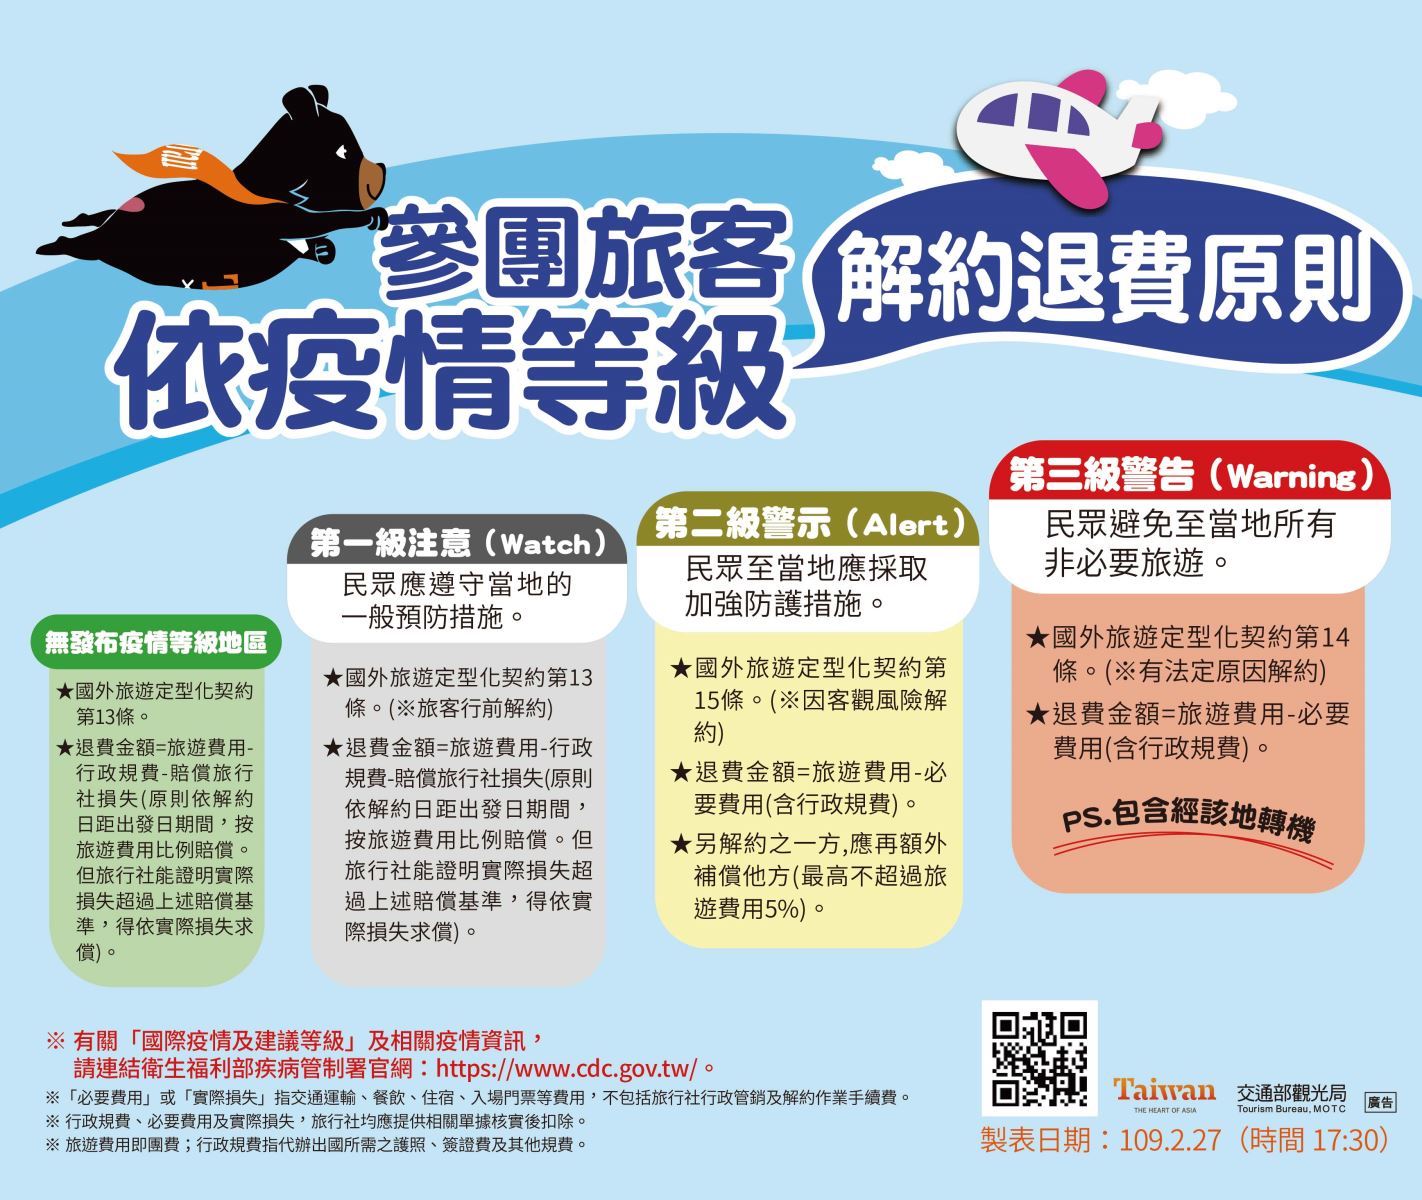 參團旅客
依疫情等級
解約退費原則
無發布疫情等級地區
★國外旅遊定型化契約
第13條。
★退費金額=旅遊費用-
行政規費-賠償旅行
社損失(原則依解約
日距出發日期間，按
旅遊費用比例賠償。
但旅行社能證明實際
損失超過上述賠償基
準，得依實際損失求
償)。
第一級注意（Watch）
民眾應遵守當地的
一般預防措施。
★國外旅遊定型化契約第13
條。(※旅客行前解約)
★退費金額=旅遊費用-行政
規費-賠償旅行社損失(原則
依解約日距出發日期間，
按旅遊費用比例賠償。但
旅行社能證明實際損失超
過上述賠償基準，得依實
際損失求償)。
第二級警示（Alert）
民眾至當地應採取
加強防護措施。
★國外旅遊定型化契約第
15條。(※因客觀風險解
約)
★退費金額=旅遊費用-必
要費用(含行政規費)。
★另解約之一方,應再額外
補償他方(最高不超過旅
遊費用5%)。
第三級警告（Warning）
民眾避免至當地所有
非必要旅遊。
★國外旅遊定型化契約第14
條。(※有法定原因解約)
★退費金額=旅遊費用-必要
費用(含行政規費)。
PS.包含經該地轉機
※ 有關「國際疫情及建議等級」及相關疫情資訊，
請連結衛生福利部疾病管制署官網：https://www.cdc.gov.tw/。
※「必要費用」或「實際損失」指交通運輸、餐飲、住宿、入場門票等費用，不包括旅行社行政管銷及解約作業手續費。
※ 行政規費、必要費用及實際損失，旅行社均應提供相關單據核實後扣除。
※ 旅遊費用即團費；行政規費指代辦出國所需之護照、簽證費及其他規費。
Taiwan
THE HEART OF ASIA
交通部觀光局
Tourism Bureau, MOTC
廣告
製表日期：109.2.27（時間 17:30）